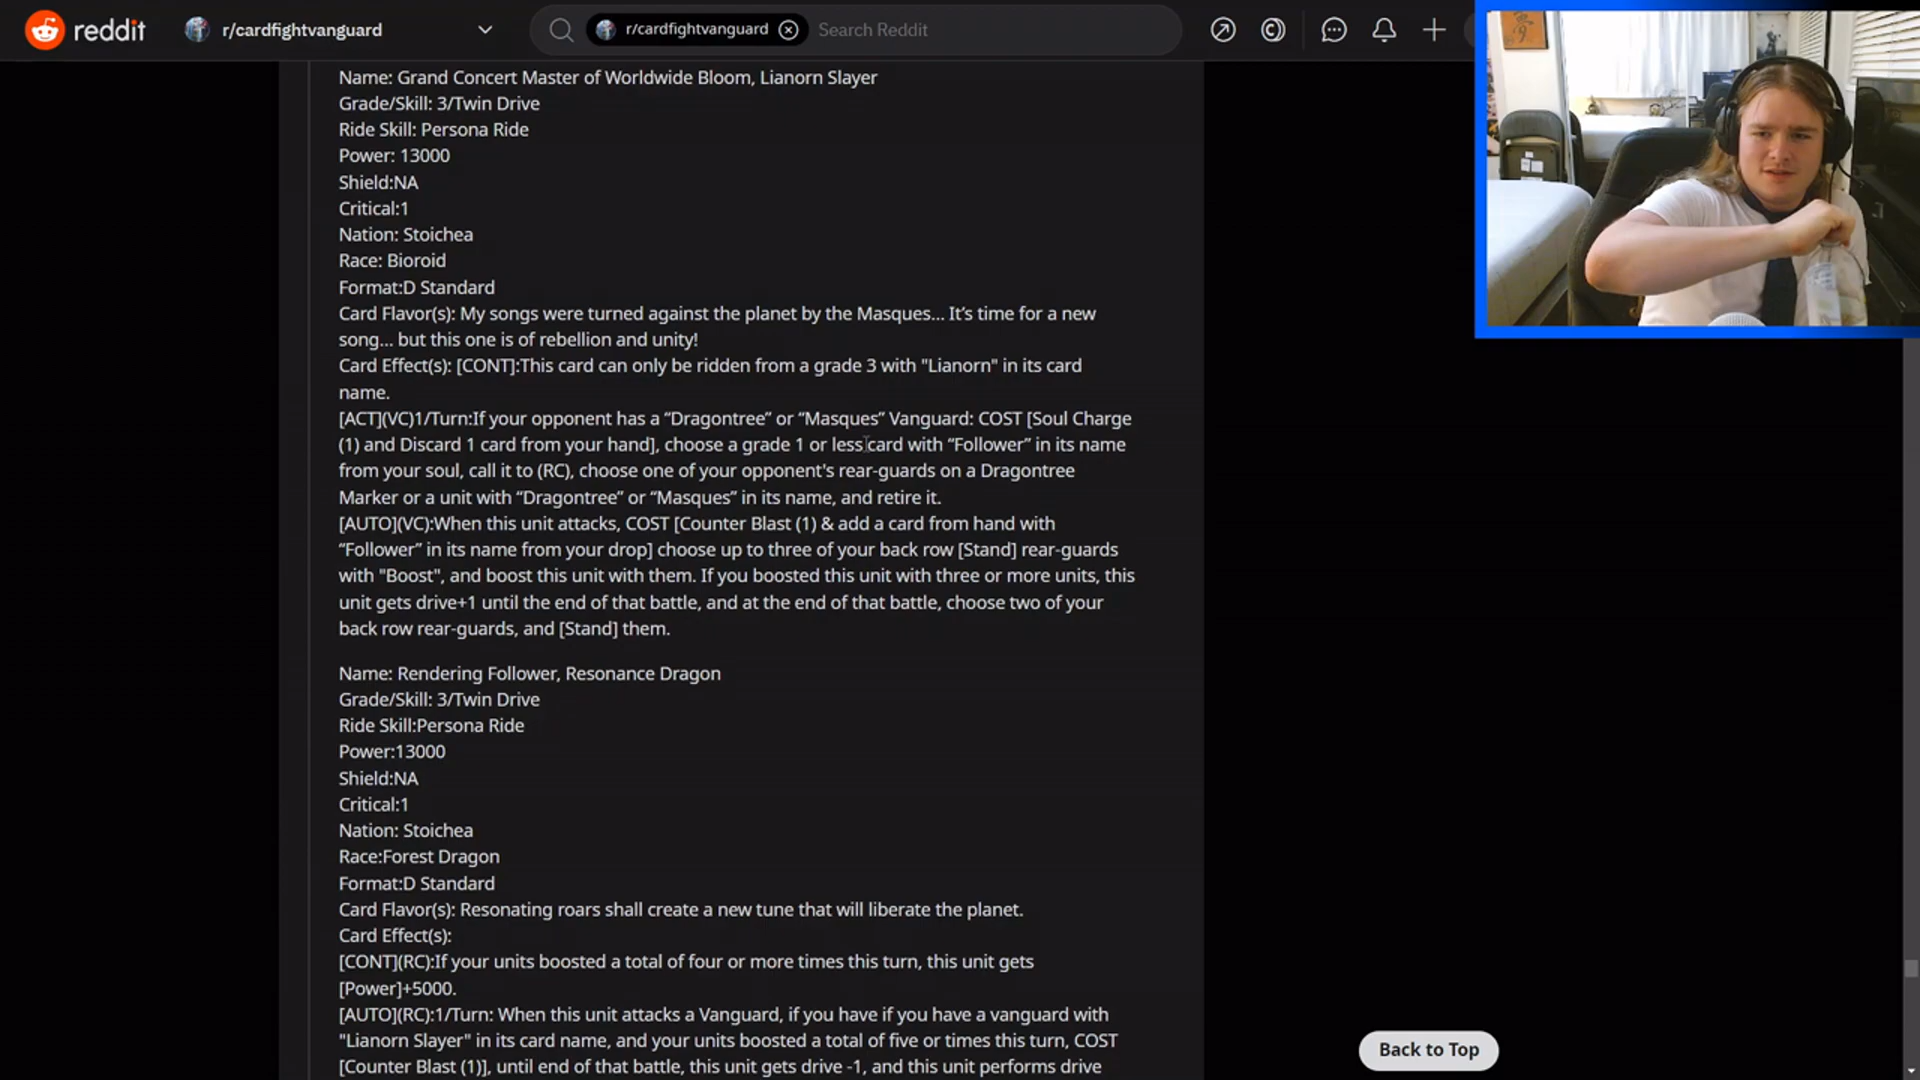 reddit
r/cardfightvanguard
r/cardfightvanguard
Search Reddit
Name: Grand Concert Master of Worldwide Bloom, Lianorn Slayer
Grade/Skill: 3/Twin Drive
Ride Skill: Persona Ride
Power: 13000
Shield:NA
Critical:1
Nation: Stoichea
Race: Bioroid
Format:D Standard
Card Flavor(s): My songs were turned against the planet by the Masques... It’s time for a new
song... but this one is of rebellion and unity!
Card Effect(s): [CONT]:This card can only be ridden from a grade 3 with "Lianorn" in its card
name.
[ACT](VC)1/Turn:If your opponent has a “Dragontree” or “Masques” Vanguard: COST [Soul Charge
(1) and Discard 1 card from your hand], choose a grade 1 or less card with “Follower” in its name
from your soul, call it to (RC), choose one of your opponent's rear-guards on a Dragontree
Marker or a unit with “Dragontree” or “Masques” in its name, and retire it.
[AUTO](VC):When this unit attacks, COST [Counter Blast (1) & add a card from hand with
“Follower” in its name from your drop] choose up to three of your back row [Stand] rear-guards
with "Boost", and boost this unit with them. If you boosted this unit with three or more units, this
unit gets drive+1 until the end of that battle, and at the end of that battle, choose two of your
back row rear-guards, and [Stand] them.
Name: Rendering Follower, Resonance Dragon
Grade/Skill: 3/Twin Drive
Ride Skill:Persona Ride
Power:13000
Shield:NA
Critical:1
Nation: Stoichea
Race:Forest Dragon
Format:D Standard
Card Flavor(s): Resonating roars shall create a new tune that will liberate the planet.
Card Effect(s):
[CONT](RC):If your units boosted a total of four or more times this turn, this unit gets
[Power]+5000.
[AUTO](RC):1/Turn: When this unit attacks a Vanguard, if you have if you have a vanguard with
"Lianorn Slayer" in its card name, and your units boosted a total of five or times this turn, COST
[Counter Blast (1)], until end of that battle, this unit gets drive -1, and this unit performs drive
Back to Top